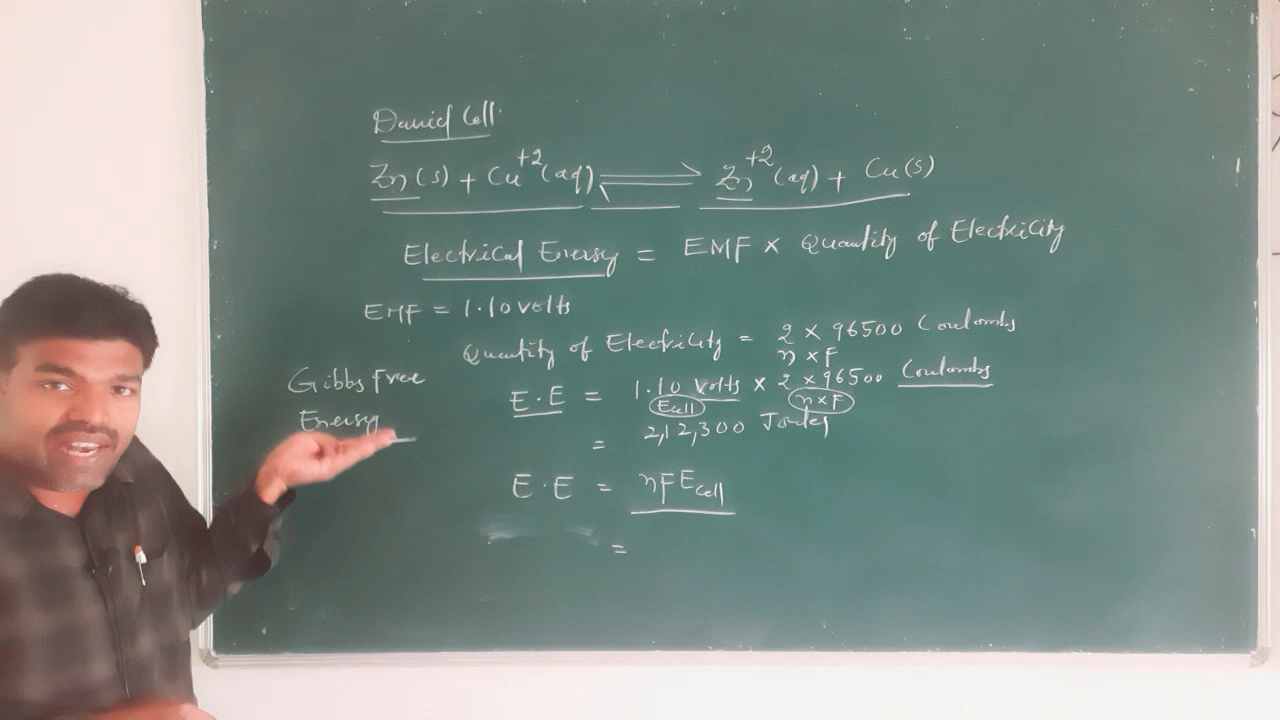 Daniel Cell
Zn(s) + Cu⁺²(aq) ⇌ Zn⁺²(aq) + Cu(s)
Electrical Energy = EMF × Quantity of Electricity
EMF = 1.10 volts
Quantity of Electricity = 2 × 96500 Coulombs
n × F
Gibbs free
Energy
E.E = 1.10 volts × 2 × 96500 Coulombs
Ecell n×F
= 2,12,300 Joules
E.E = nFEcell
=